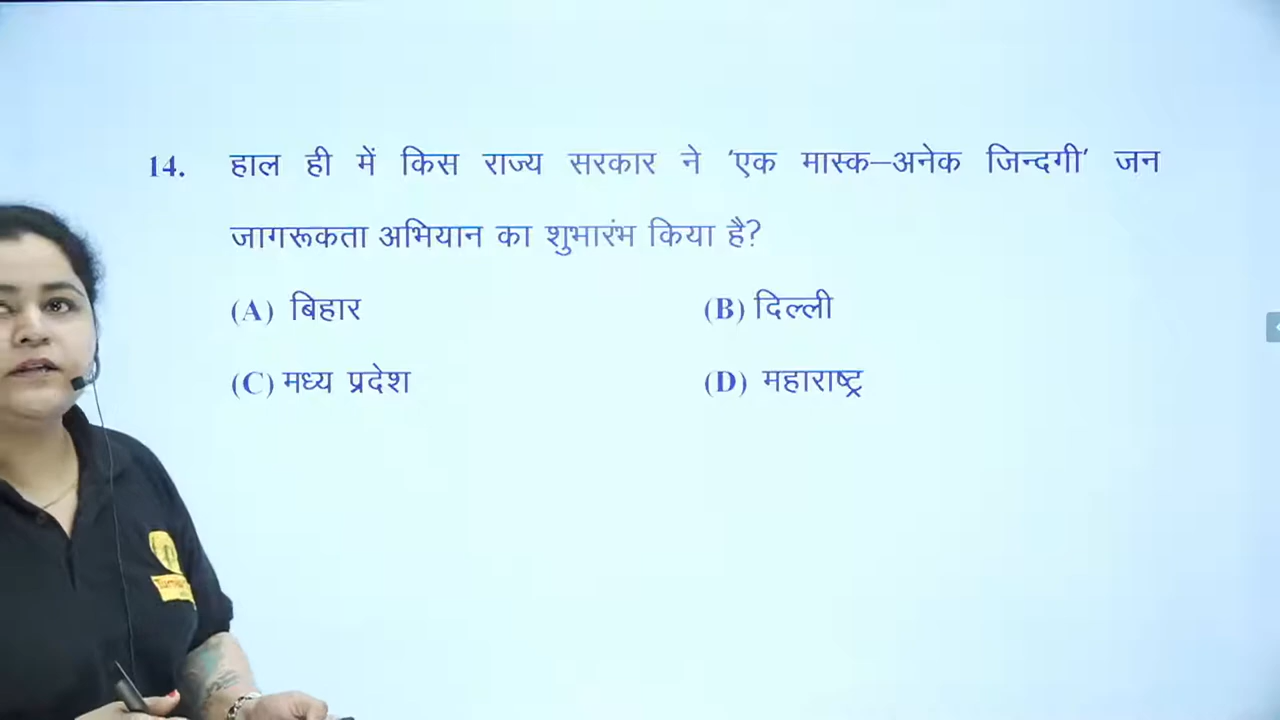 14. हाल ही में किस राज्य सरकार ने 'एक मास्क–अनेक जिन्दगी' जन
जागरूकता अभियान का शुभारंभ किया है?
(A) बिहार (B) दिल्ली
(C) मध्य प्रदेश (D) महाराष्ट्र